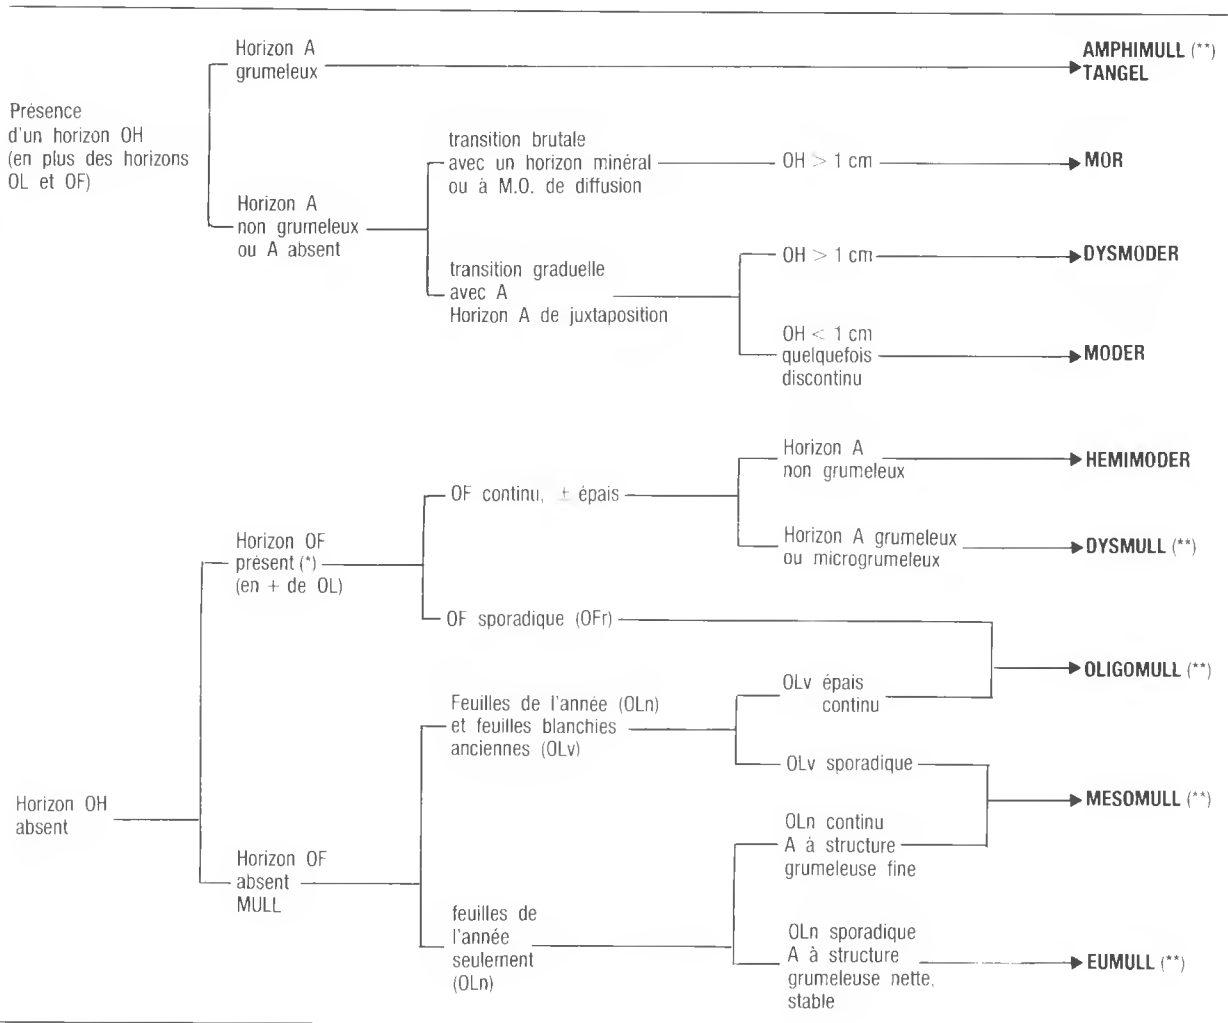 Horizon A
grumeleux
AMPHIMULL (**)
TANGEL
Présence
d'un horizon OH
(en plus des horizons
OL et OF)
transition brutale
avec un horizon minéral
ou à M.O. de diffusion
OH > 1 cm
MOR
Horizon A
non grumeleux
ou A absent
transition graduelle
avec A
Horizon A de juxtaposition
OH > 1 cm
DYSMODER
OH < 1 cm
quelquefois
discontinu
MODER
Horizon A
non grumeleux
HEMIMODER
OF continu, ± épais
Horizon A grumeleux
ou microgrumeleux
DYSMULL (**)
Horizon OF
présent (*)
(en + de OL)
OF sporadique (OFr)
OLIGOMULL (**)
Feuilles de l'année (OLn)
et feuilles blanchies
anciennes (OLv)
OLv épais
continu
OLv sporadique
MESOMULL (**)
Horizon OH
absent
OLn continu
A à structure
grumeleuse fine
Horizon OF
absent
MULL
feuilles de
l'année
seulement
(OLn)
OLn sporadique
A à structure
grumeleuse nette,
stable
EUMULL (**)